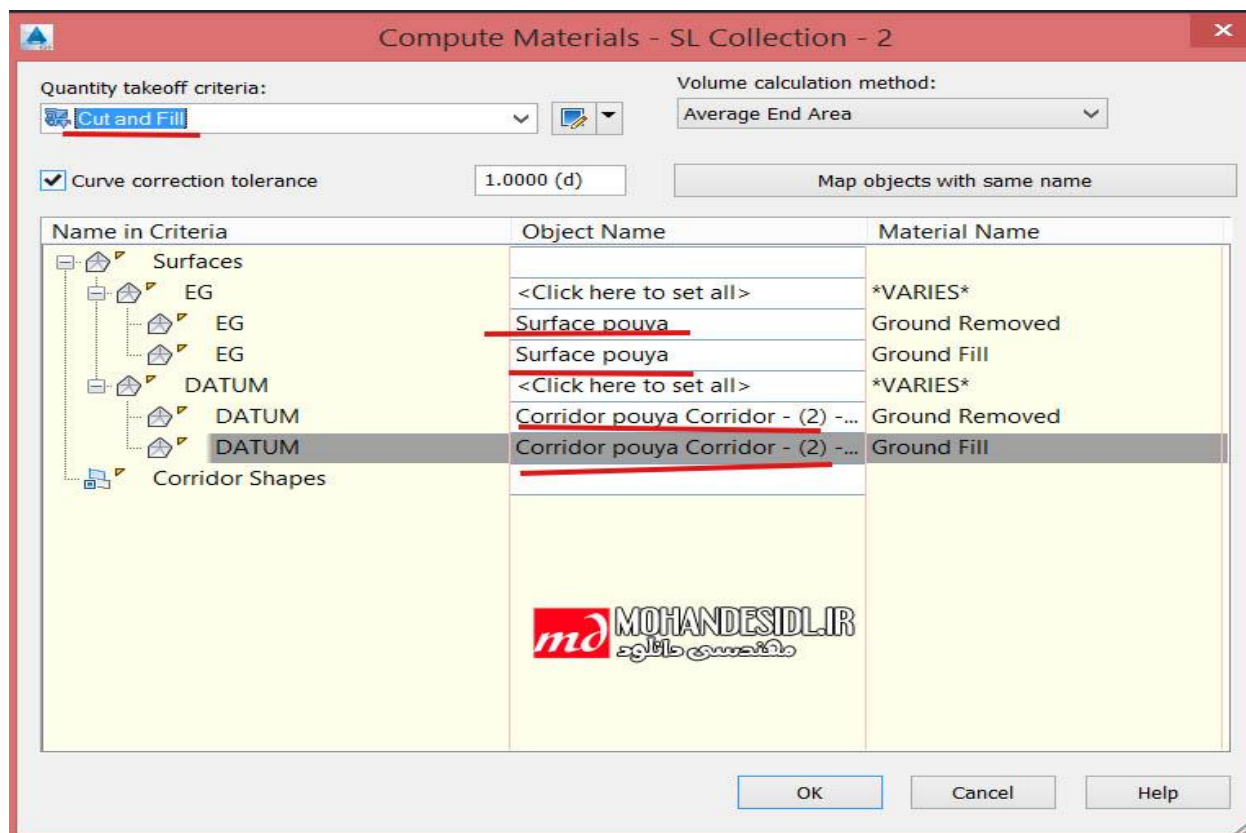 Compute Materials - SL Collection - 2
Quantity takeoff criteria:
Volume calculation method:
Cut and Fill
Average End Area
Curve correction tolerance
1.0000 (d)
Map objects with same name
Name in Criteria Object Name Material Name
Surfaces
EG <Click here to set all> *VARIES*
EG Surface pouya Ground Removed
EG Surface pouya Ground Fill
DATUM <Click here to set all> *VARIES*
DATUM Corridor pouya Corridor - (2) -... Ground Removed
DATUM Corridor pouya Corridor - (2) -... Ground Fill
Corridor Shapes
md MOHANDESIDL.IR
مهندسی دانلود
OK Cancel Help